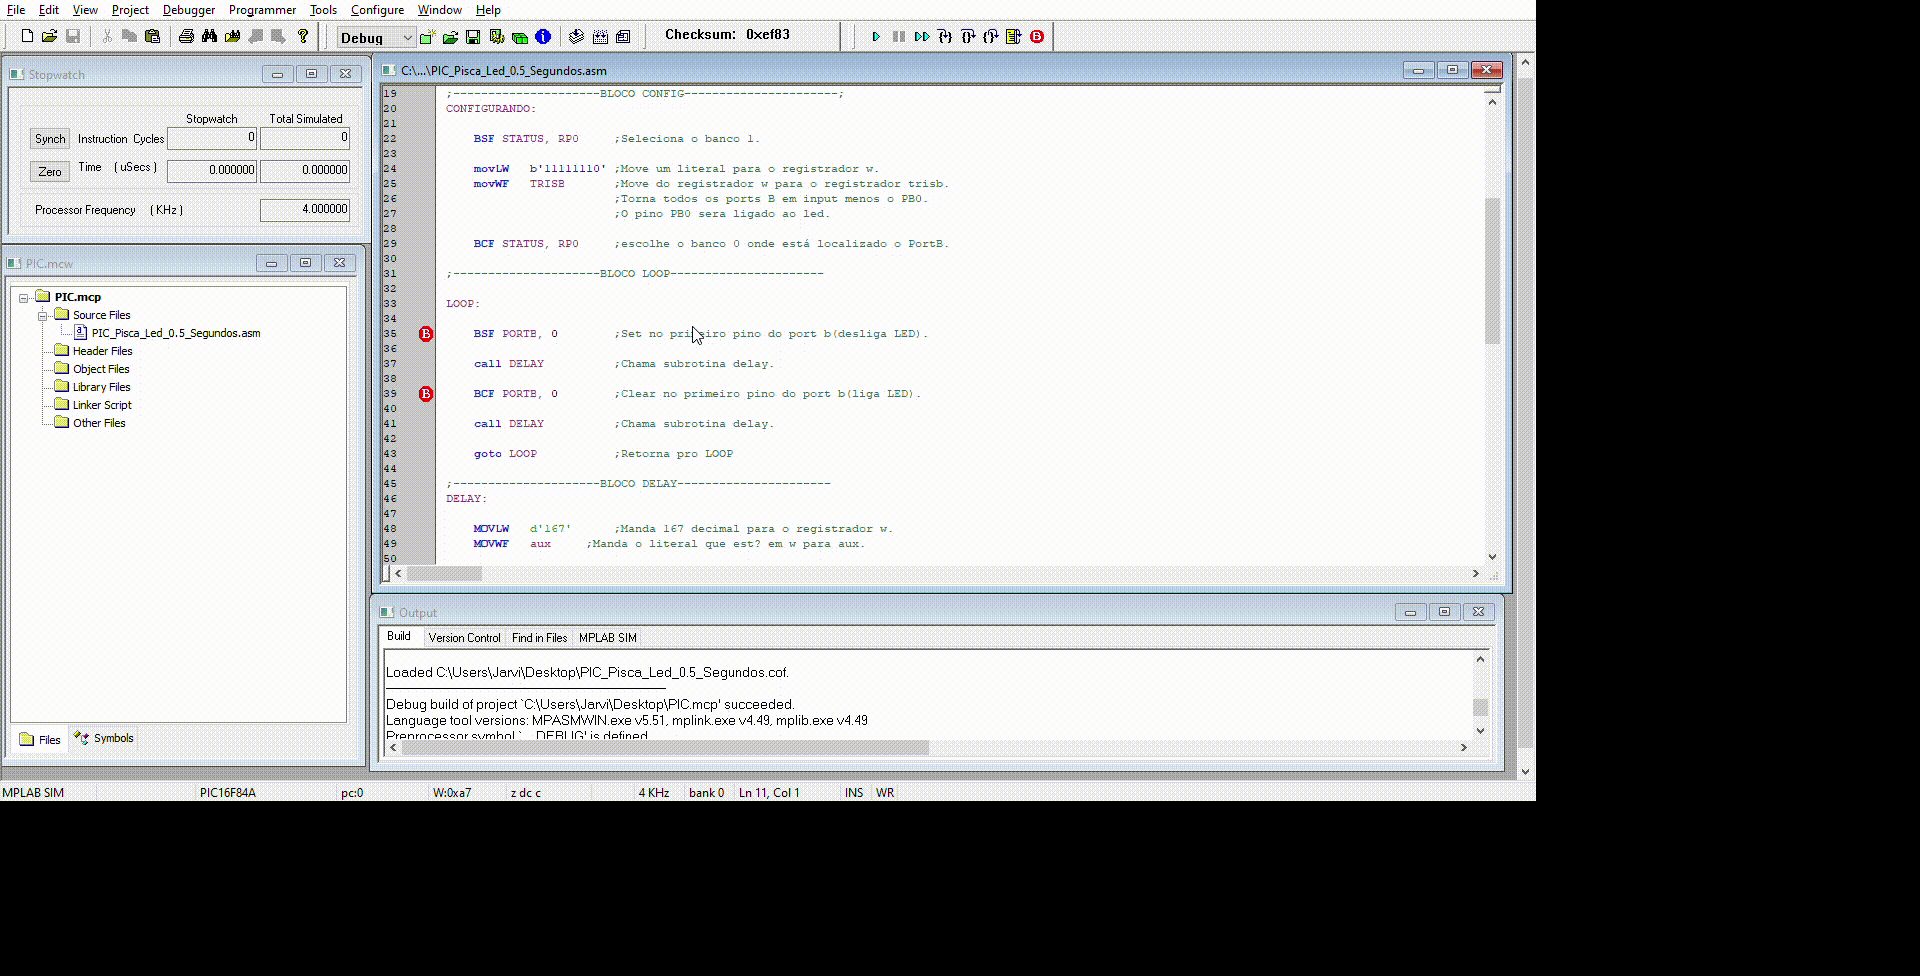 File Edit View Project Debugger Programmer Tools Configure Window Help
Debug Checksum: 0xef83
Stopwatch
Stopwatch Total Simulated
Synch Instruction Cycles 0 0
Zero Time (uSecs) 0.000000 0.000000
Processor Frequency (KHz) 4.000000
PIC.mcw
PIC.mcp
Source Files
PIC_Pisca_Led_0.5_Segundos.asm
Header Files
Object Files
Library Files
Linker Script
Other Files
Files Symbols
C:\...\PIC_Pisca_Led_0.5_Segundos.asm
19 ;---------------------BLOCO CONFIG----------------------;
20 CONFIGURANDO:
21
22 BSF STATUS, RP0 ;Seleciona o banco 1.
23
24 movLW b'11111110' ;Move um literal para o registrador w.
25 movWF TRISB ;Move do registrador w para o registrador trisb.
26 ;Torna todos os ports B em input menos o PB0.
27 ;O pino PB0 sera ligado ao led.
28
29 BCF STATUS, RP0 ;escolhe o banco 0 onde está localizado o PortB.
30
31 ;---------------------BLOCO LOOP----------------------
32
33 LOOP:
34
35 B BSF PORTB, 0 ;Set no primeiro pino do port b(desliga LED).
36
37 call DELAY ;Chama subrotina delay.
38
39 B BCF PORTB, 0 ;Clear no primeiro pino do port b(liga LED).
40
41 call DELAY ;Chama subrotina delay.
42
43 goto LOOP ;Retorna pro LOOP
44
45 ;---------------------BLOCO DELAY----------------------
46 DELAY:
47
48 MOVLW d'167' ;Manda 167 decimal para o registrador w.
49 MOVWF aux ;Manda o literal que est? em w para aux.
50
Output
Build Version Control Find in Files MPLAB SIM
Loaded C:\Users\Jarvi\Desktop\PIC_Pisca_Led_0.5_Segundos.cof.
Debug build of project `C:\Users\Jarvi\Desktop\PIC.mcp' succeeded.
Language tool versions: MPASMWIN.exe v5.51, mplink.exe v4.49, mplib.exe v4.49
Preprocessor symbol `__DEBUG' is defined
MPLAB SIM PIC16F84A pc:0 W:0xa7 z dc c 4 KHz bank 0 Ln 11, Col 1 INS WR